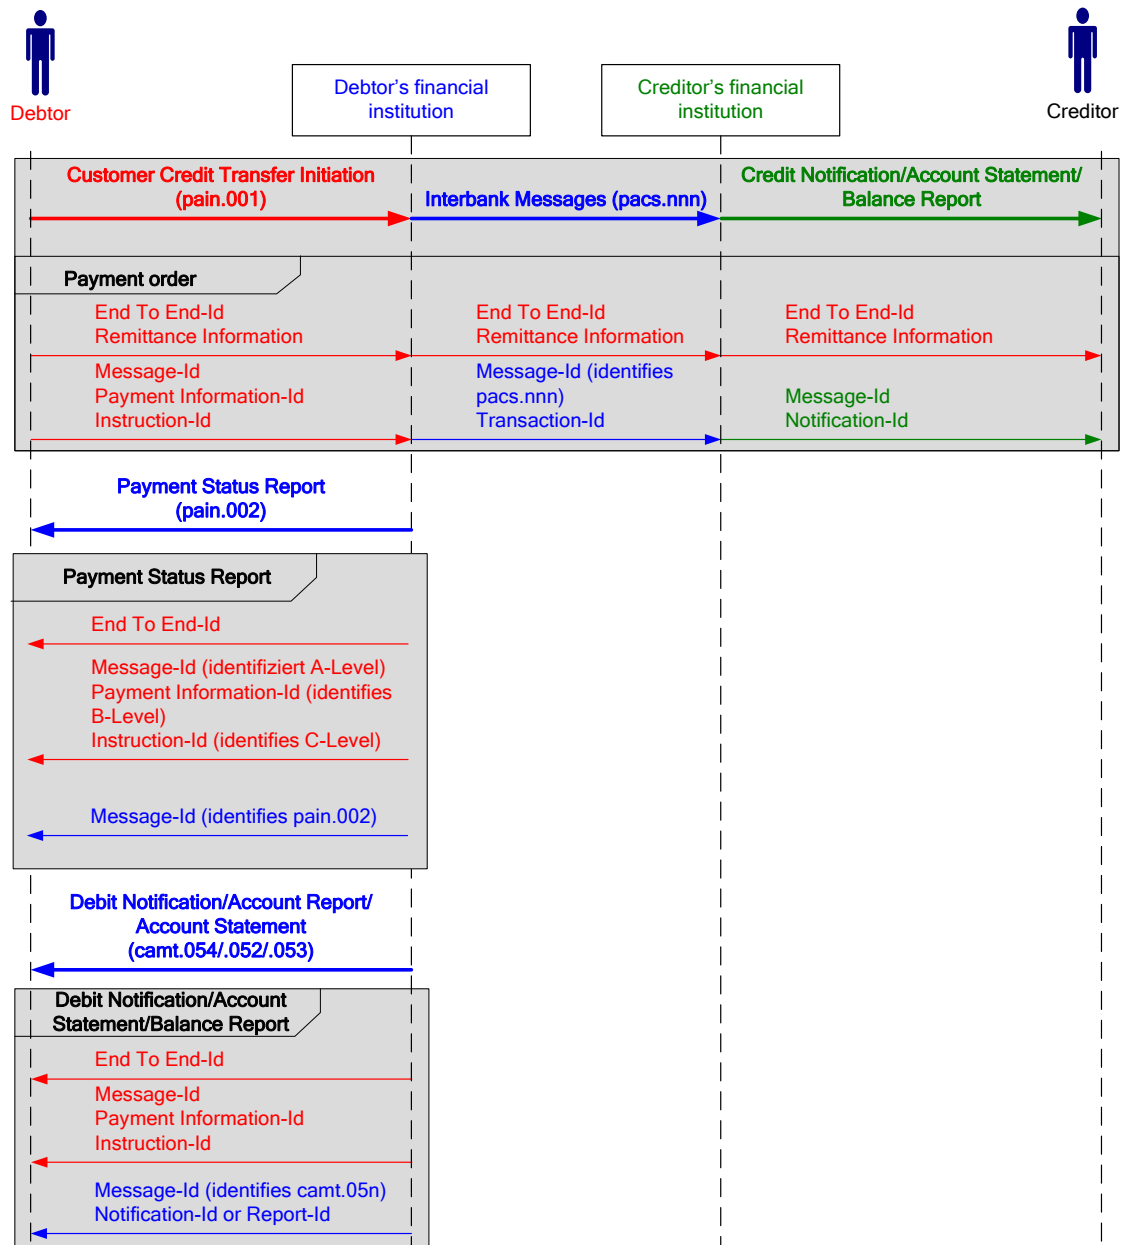 Debtor
Debtor's financial
institution
Creditor's financial
institution
Creditor
Customer Credit Transfer Initiation
(pain.001)
Interbank Messages (pacs.nnn)
Credit Notification/Account Statement/
Balance Report
Payment order
End To End-Id
Remittance Information
End To End-Id
Remittance Information
End To End-Id
Remittance Information
Message-Id
Payment Information-Id
Instruction-Id
Message-Id (identifies
pacs.nnn)
Transaction-Id
Message-Id
Notification-Id
Payment Status Report
(pain.002)
Payment Status Report
End To End-Id
Message-Id (identifiziert A-Level)
Payment Information-Id (identifies
B-Level)
Instruction-Id (identifies C-Level)
Message-Id (identifies pain.002)
Debit Notification/Account Report/
Account Statement
(camt.054/.052/.053)
Debit Notification/Account
Statement/Balance Report
End To End-Id
Message-Id
Payment Information-Id
Instruction-Id
Message-Id (identifies camt.05n)
Notification-Id or Report-Id